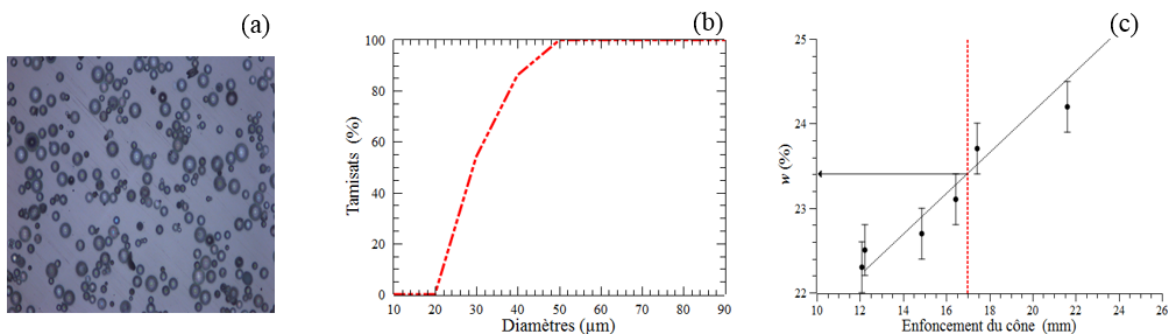 (a)
(b)
(c)
Tamisats (%)
100
80
60
40
20
0
10 20 30 40 50 60 70 80 90
Diamètres (µm)
w (%)
25
24
23
22
10 12 14 16 18 20 22 24 26
Enfoncement du cône (mm)